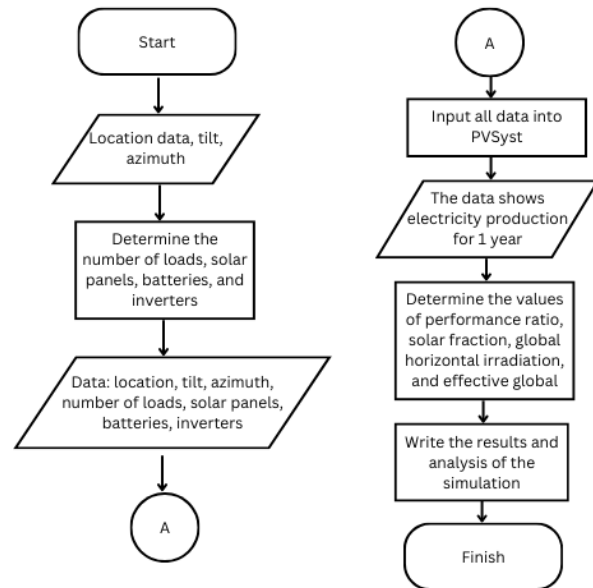 Start
Location data, tilt,
azimuth
Determine the
number of loads, solar
panels, batteries, and
inverters
Data: location, tilt, azimuth,
number of loads, solar panels,
batteries, inverters
A
A
Input all data into
PVSyst
The data shows
electricity production
for 1 year
Determine the values
of performance ratio,
solar fraction, global
horizontal irradiation,
and effective global
Write the results and
analysis of the
simulation
Finish